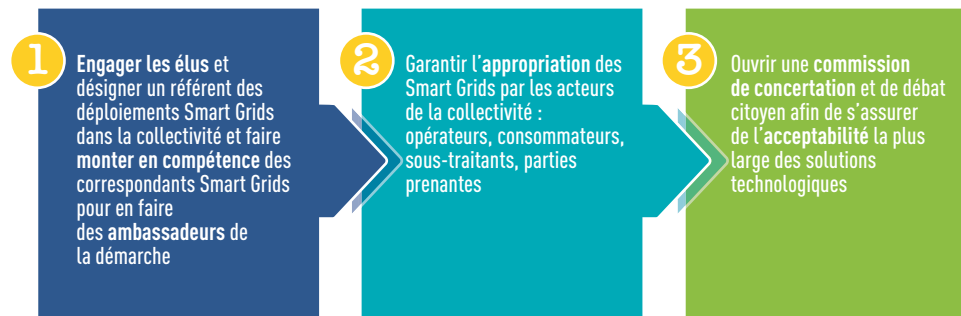 1
Engager les élus et
désigner un référent des
déploiements Smart Grids
dans la collectivité et faire
monter en compétence des
correspondants Smart Grids
pour en faire
des ambassadeurs de
la démarche
2
Garantir l'appropriation des
Smart Grids par les acteurs
de la collectivité :
opérateurs, consommateurs,
sous-traitants, parties
prenantes
3
Ouvrir une commission
de concertation et de débat
citoyen afin de s'assurer
de l'acceptabilité la plus
large des solutions
technologiques